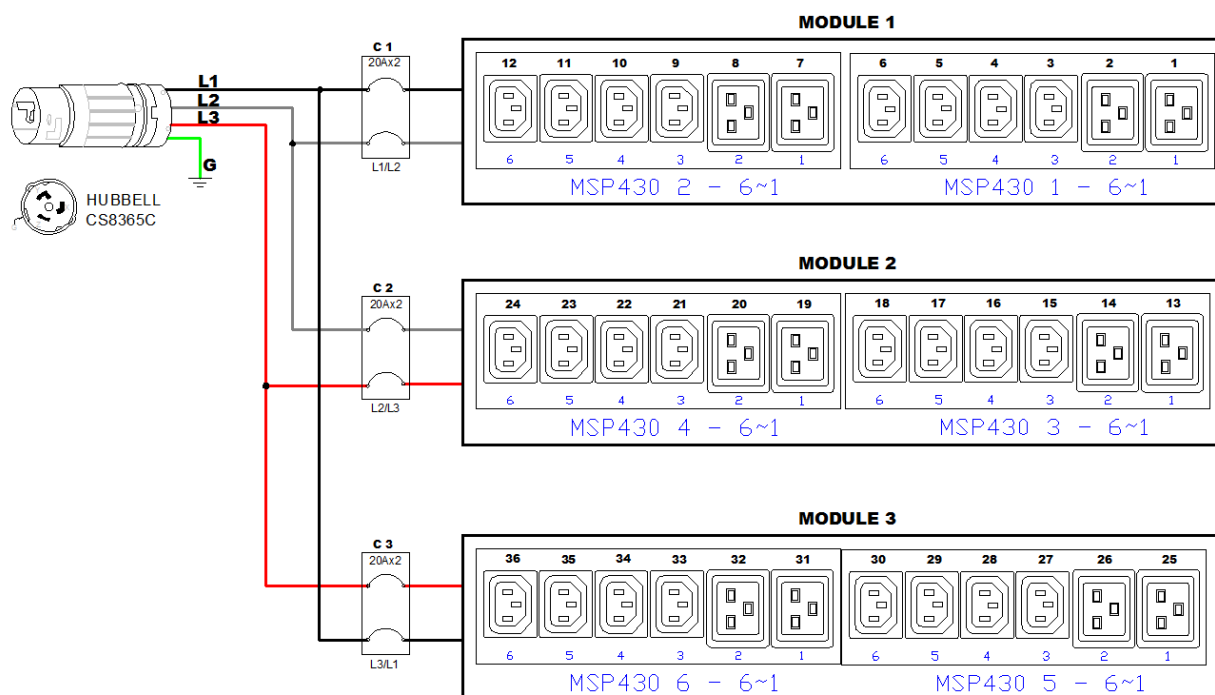 MODULE 1
C 1
20Ax2
12 11 10 9 8 7 6 5 4 3 2 1
L1
L2
L3
G
L1/L2
6 5 4 3 2 1 6 5 4 3 2 1
MSP430 2 - 6~1 MSP430 1 - 6~1
HUBBELL
CS8365C
MODULE 2
C 2
20Ax2
24 23 22 21 20 19 18 17 16 15 14 13
L2/L3
6 5 4 3 2 1 6 5 4 3 2 1
MSP430 4 - 6~1 MSP430 3 - 6~1
MODULE 3
C 3
20Ax2
36 35 34 33 32 31 30 29 28 27 26 25
L3/L1
6 5 4 3 2 1 6 5 4 3 2 1
MSP430 6 - 6~1 MSP430 5 - 6~1